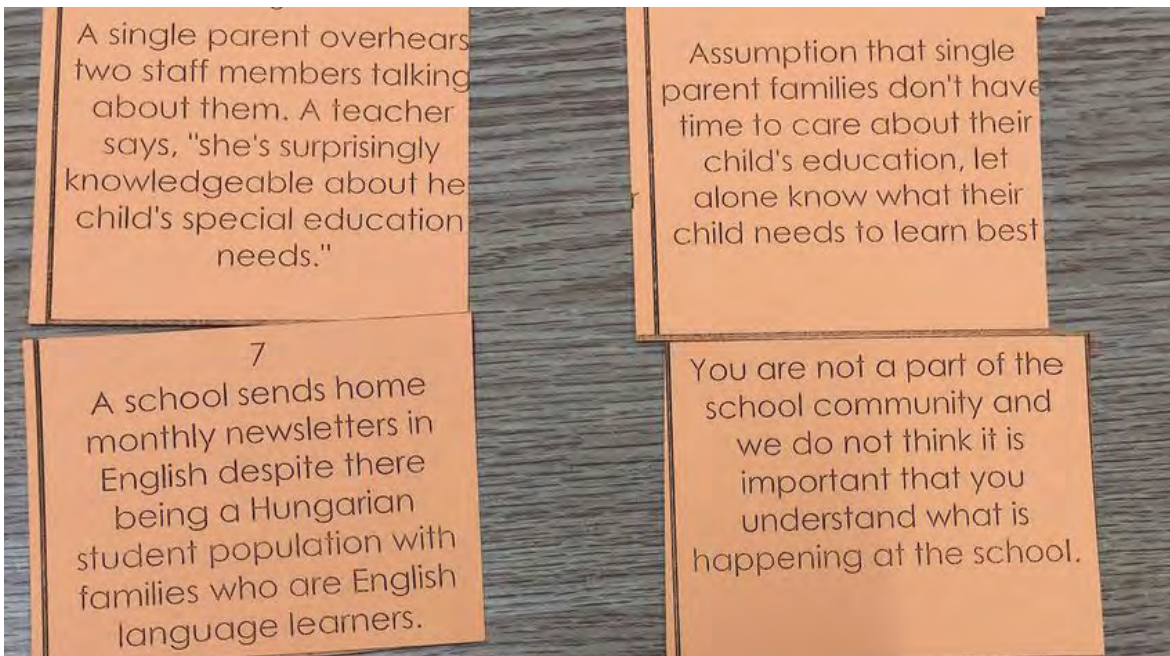 A single parent overhears
two staff members talking
about them. A teacher
says, "she's surprisingly
knowledgeable about he
child's special education
needs."
Assumption that single
parent families don't have
time to care about their
child's education, let
alone know what their
child needs to learn best
7
A school sends home
monthly newsletters in
English despite there
being a Hungarian
student population with
families who are English
language learners.
You are not a part of the
school community and
we do not think it is
important that you
understand what is
happening at the school.